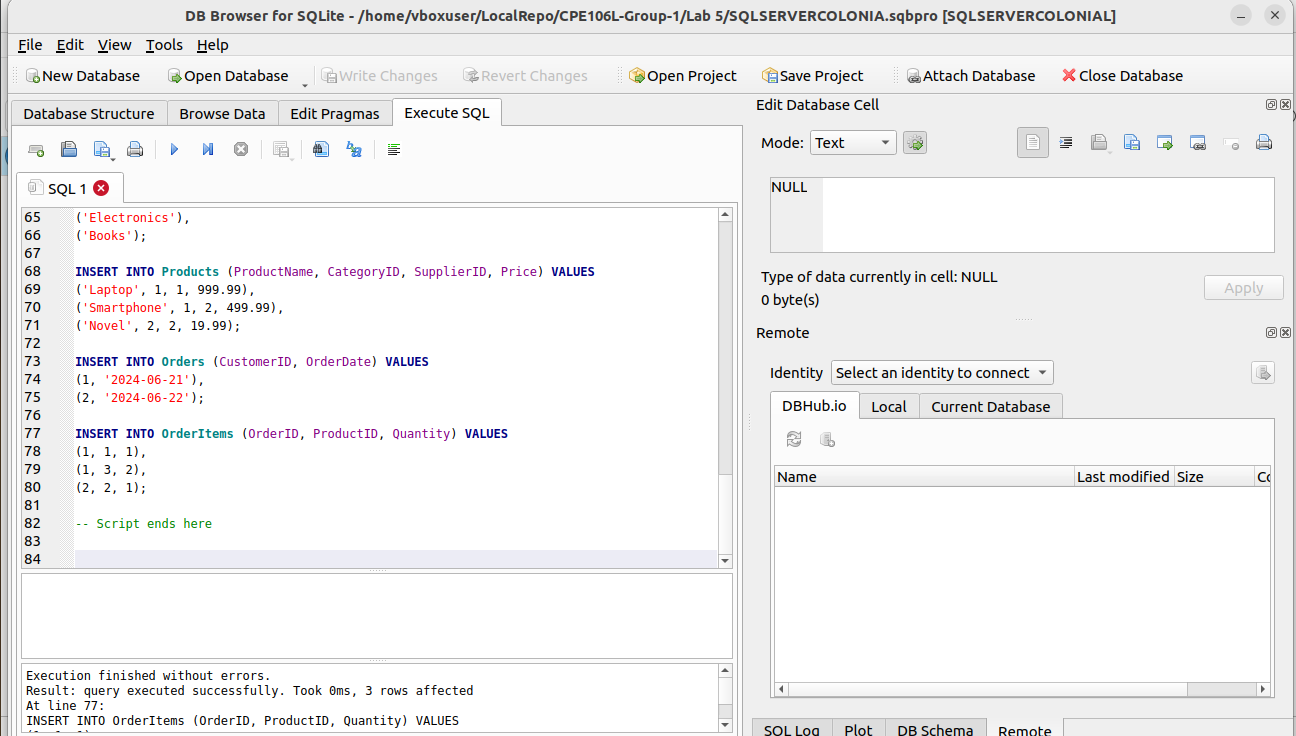 DB Browser for SQLite - /home/vboxuser/LocalRepo/CPE106L-Group-1/Lab 5/SQLSERVERCOLONIA.sqbpro [SQLSERVERCOLONIAL]
File Edit View Tools Help
New Database Open Database Write Changes Revert Changes Open Project Save Project Attach Database Close Database
Database Structure Browse Data Edit Pragmas Execute SQL
SQL 1
65 ('Electronics'),
66 ('Books');
67
68 INSERT INTO Products (ProductName, CategoryID, SupplierID, Price) VALUES
69 ('Laptop', 1, 1, 999.99),
70 ('Smartphone', 1, 2, 499.99),
71 ('Novel', 2, 2, 19.99);
72
73 INSERT INTO Orders (CustomerID, OrderDate) VALUES
74 (1, '2024-06-21'),
75 (2, '2024-06-22');
76
77 INSERT INTO OrderItems (OrderID, ProductID, Quantity) VALUES
78 (1, 1, 1),
79 (1, 3, 2),
80 (2, 2, 1);
81
82 -- Script ends here
83
84
Execution finished without errors.
Result: query executed successfully. Took 0ms, 3 rows affected
At line 77:
INSERT INTO OrderItems (OrderID, ProductID, Quantity) VALUES
Edit Database Cell
Mode: Text
NULL
Type of data currently in cell: NULL
0 byte(s)
Apply
Remote
Identity Select an identity to connect
DBHub.io Local Current Database
Name Last modified Size
SQL Log Plot DB Schema Remote